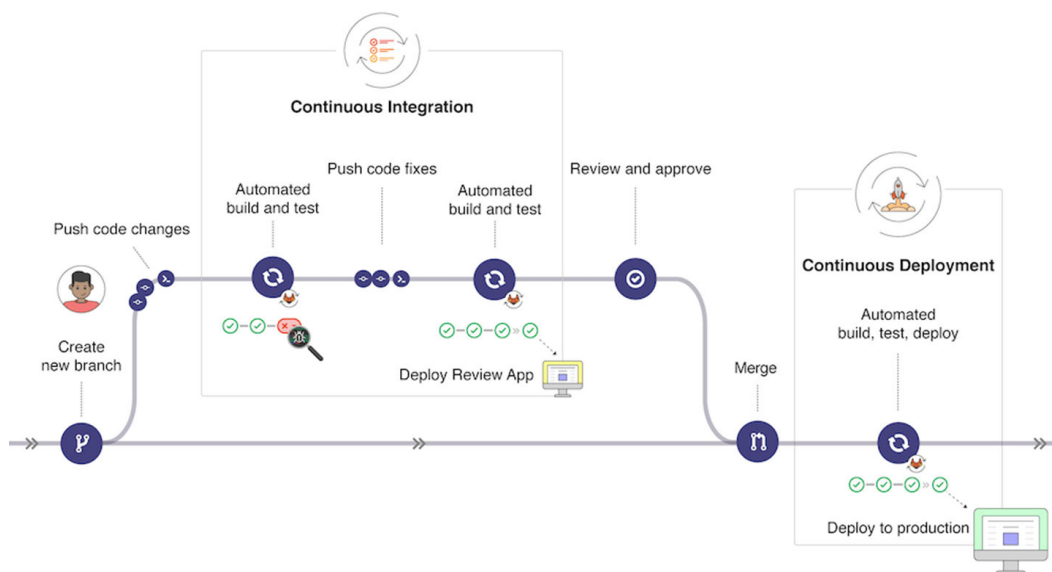 Continuous Integration
Push code fixes
Review and approve
Automated
build and test
Automated
build and test
Push code changes
Continuous Deployment
Create
new branch
Automated
build, test, deploy
Deploy Review App
Merge
Deploy to production